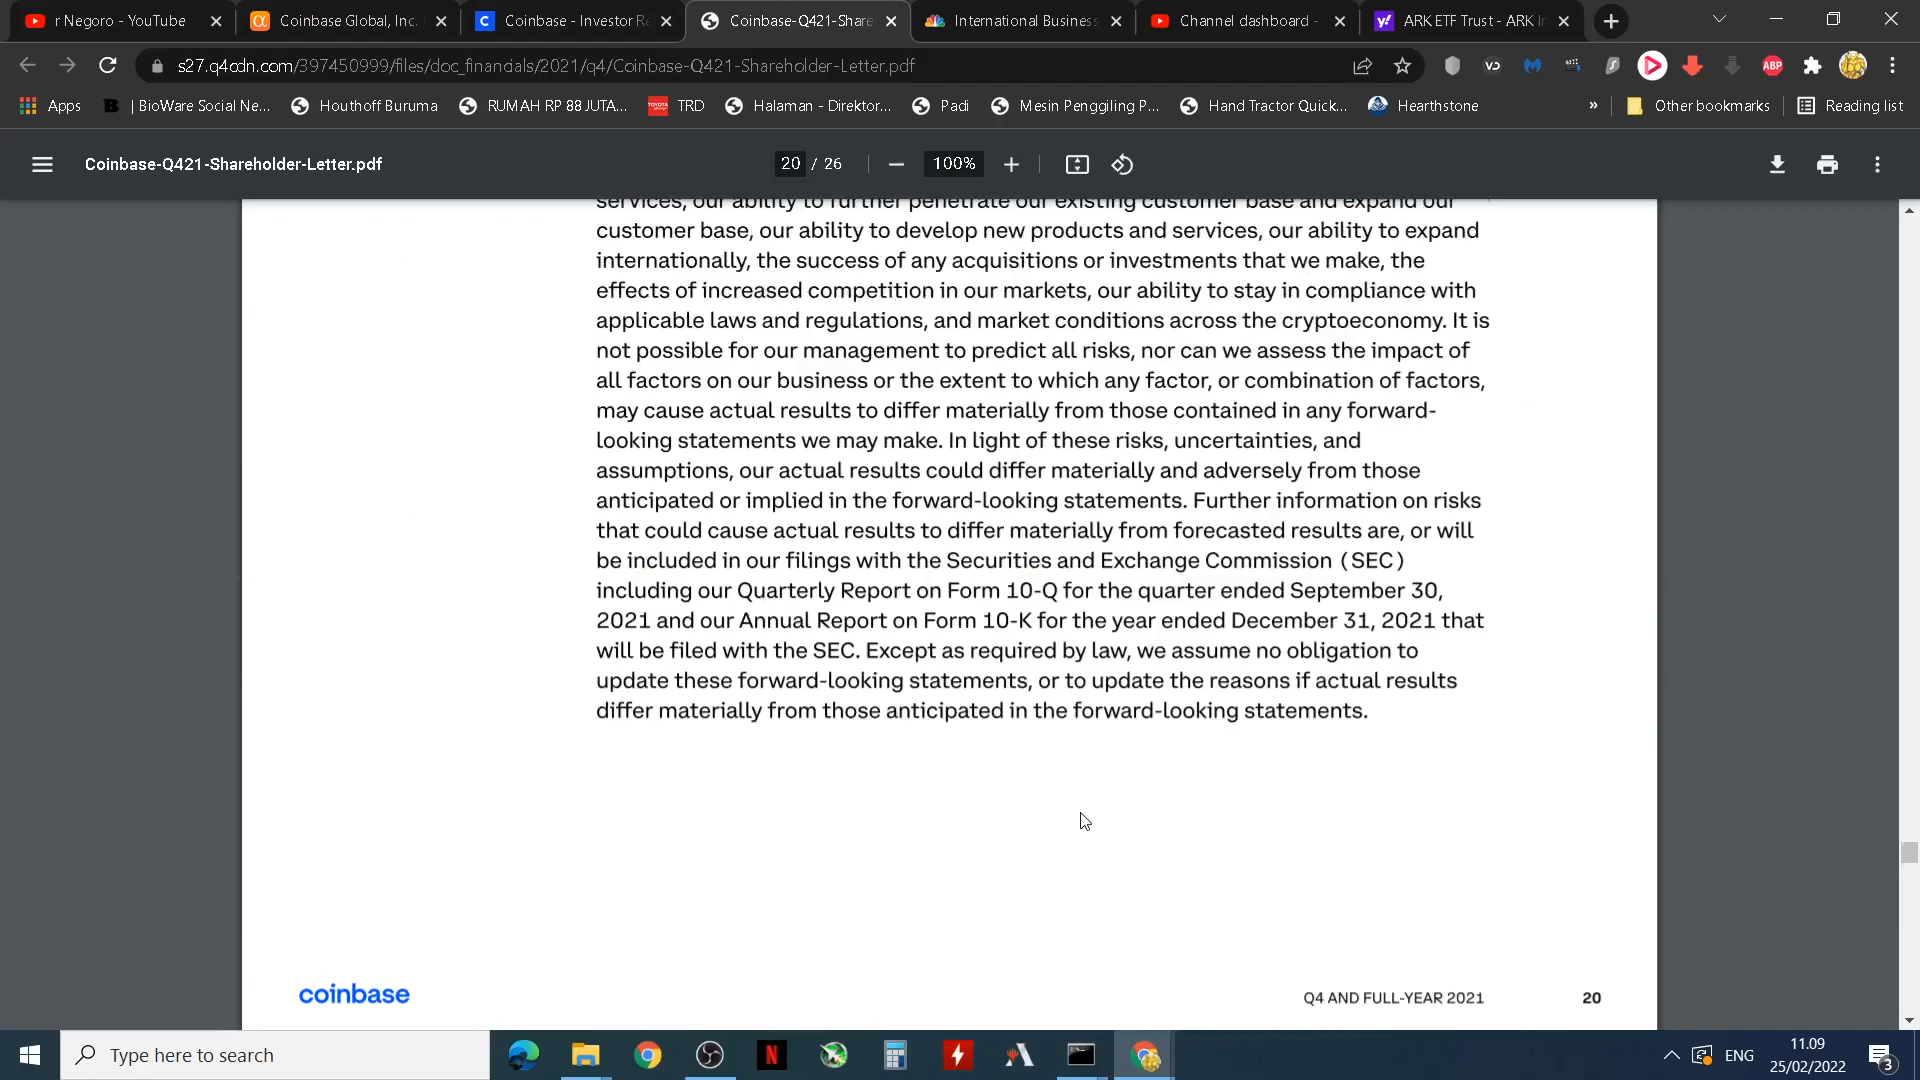 r Negoro - YouTube
Coinbase Global, Inc.
Coinbase - Investor R
Coinbase-Q421-Share
International Business
Channel dashboard -
ARK ETF Trust - ARK I
s27.q4cdn.com/397450999/files/doc_financials/2021/q4/Coinbase-Q421-Shareholder-Letter.pdf
ABP
Apps
| BioWare Social Ne...
Houthoff Buruma
RUMAH RP 88 JUTA...
TRD
Halaman - Direktor...
Padi
Mesin Penggiling P...
Hand Tractor Quick...
Hearthstone
»
Other bookmarks
Reading list
Coinbase-Q421-Shareholder-Letter.pdf
20 / 26
100%
services, our ability to further penetrate our existing customer base and expand our
customer base, our ability to develop new products and services, our ability to expand
internationally, the success of any acquisitions or investments that we make, the
effects of increased competition in our markets, our ability to stay in compliance with
applicable laws and regulations, and market conditions across the cryptoeconomy. It is
not possible for our management to predict all risks, nor can we assess the impact of
all factors on our business or the extent to which any factor, or combination of factors,
may cause actual results to differ materially from those contained in any forward-
looking statements we may make. In light of these risks, uncertainties, and
assumptions, our actual results could differ materially and adversely from those
anticipated or implied in the forward-looking statements. Further information on risks
that could cause actual results to differ materially from forecasted results are, or will
be included in our filings with the Securities and Exchange Commission (SEC)
including our Quarterly Report on Form 10-Q for the quarter ended September 30,
2021 and our Annual Report on Form 10-K for the year ended December 31, 2021 that
will be filed with the SEC. Except as required by law, we assume no obligation to
update these forward-looking statements, or to update the reasons if actual results
differ materially from those anticipated in the forward-looking statements.
coinbase
Q4 AND FULL-YEAR 2021
20
Type here to search
ENG
11.09
25/02/2022
3